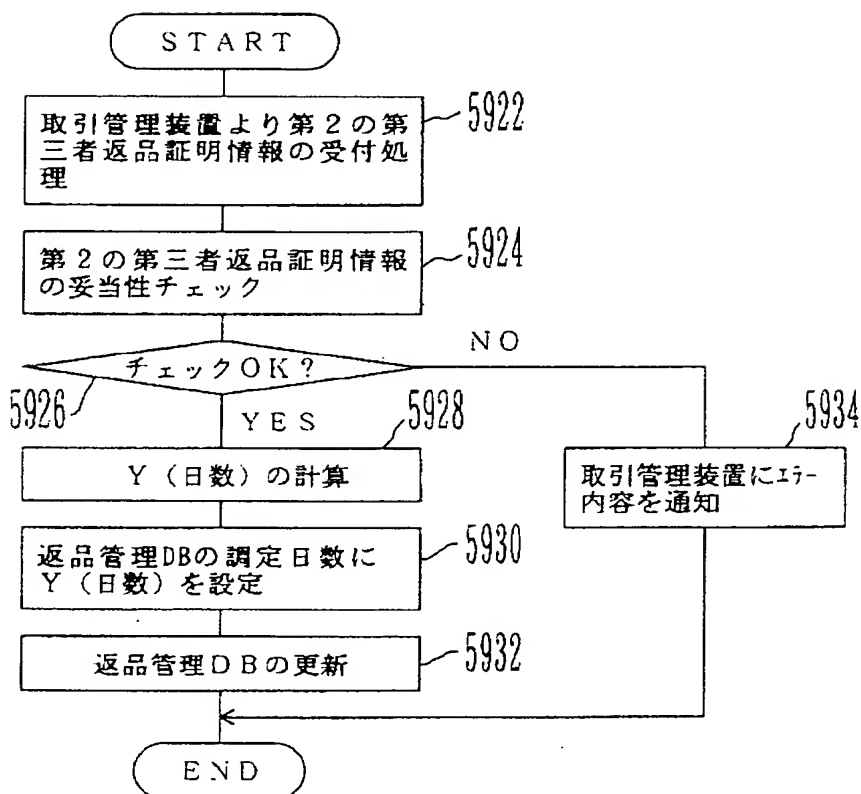 START
取引管理装置より第2の第
三者返品証明情報の受付処
理
5922
第2の第三者返品証明情報
の妥当性チェック
5924
チェックOK?
NO
5926
YES
5928
Y(日数)の計算
5934
取引管理装置にエラー
内容を通知
返品管理DBの調定日数に
Y(日数)を設定
5930
返品管理DBの更新
5932
END